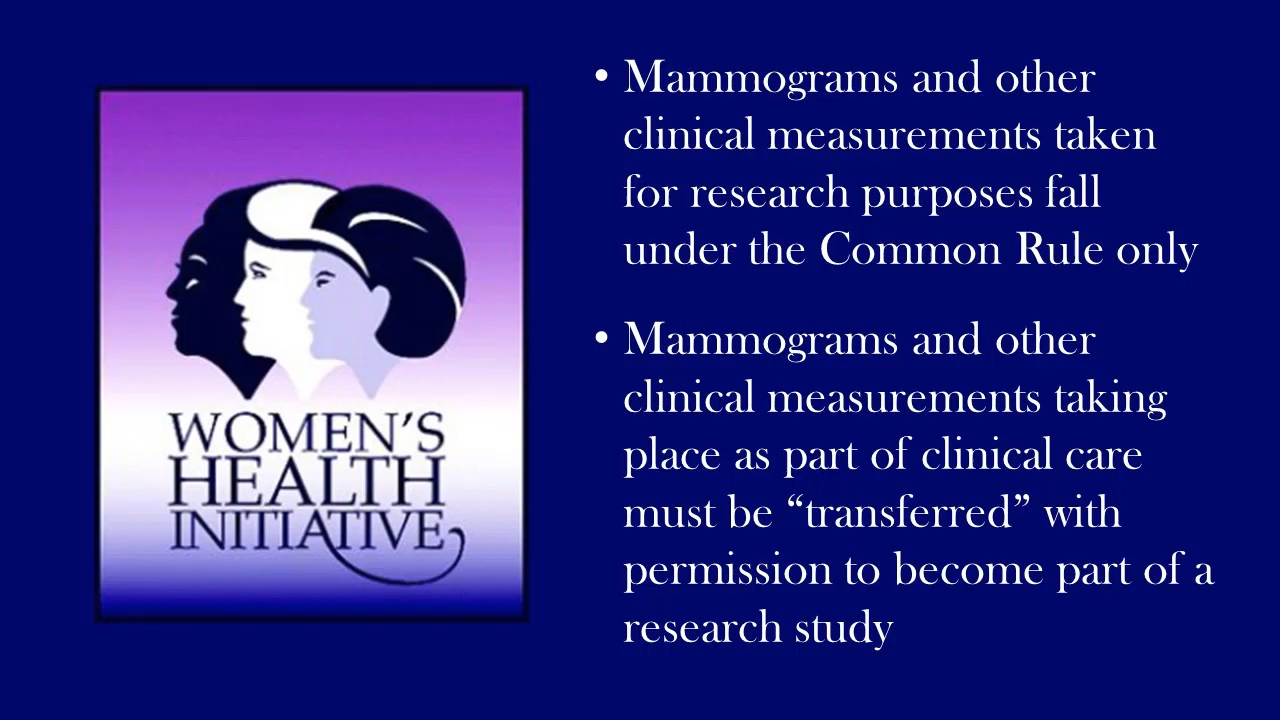 WOMEN’S
HEALTH
INITIATIVE
• Mammograms and other
clinical measurements taken
for research purposes fall
under the Common Rule only
• Mammograms and other
clinical measurements taking
place as part of clinical care
must be “transferred” with
permission to become part of a
research study